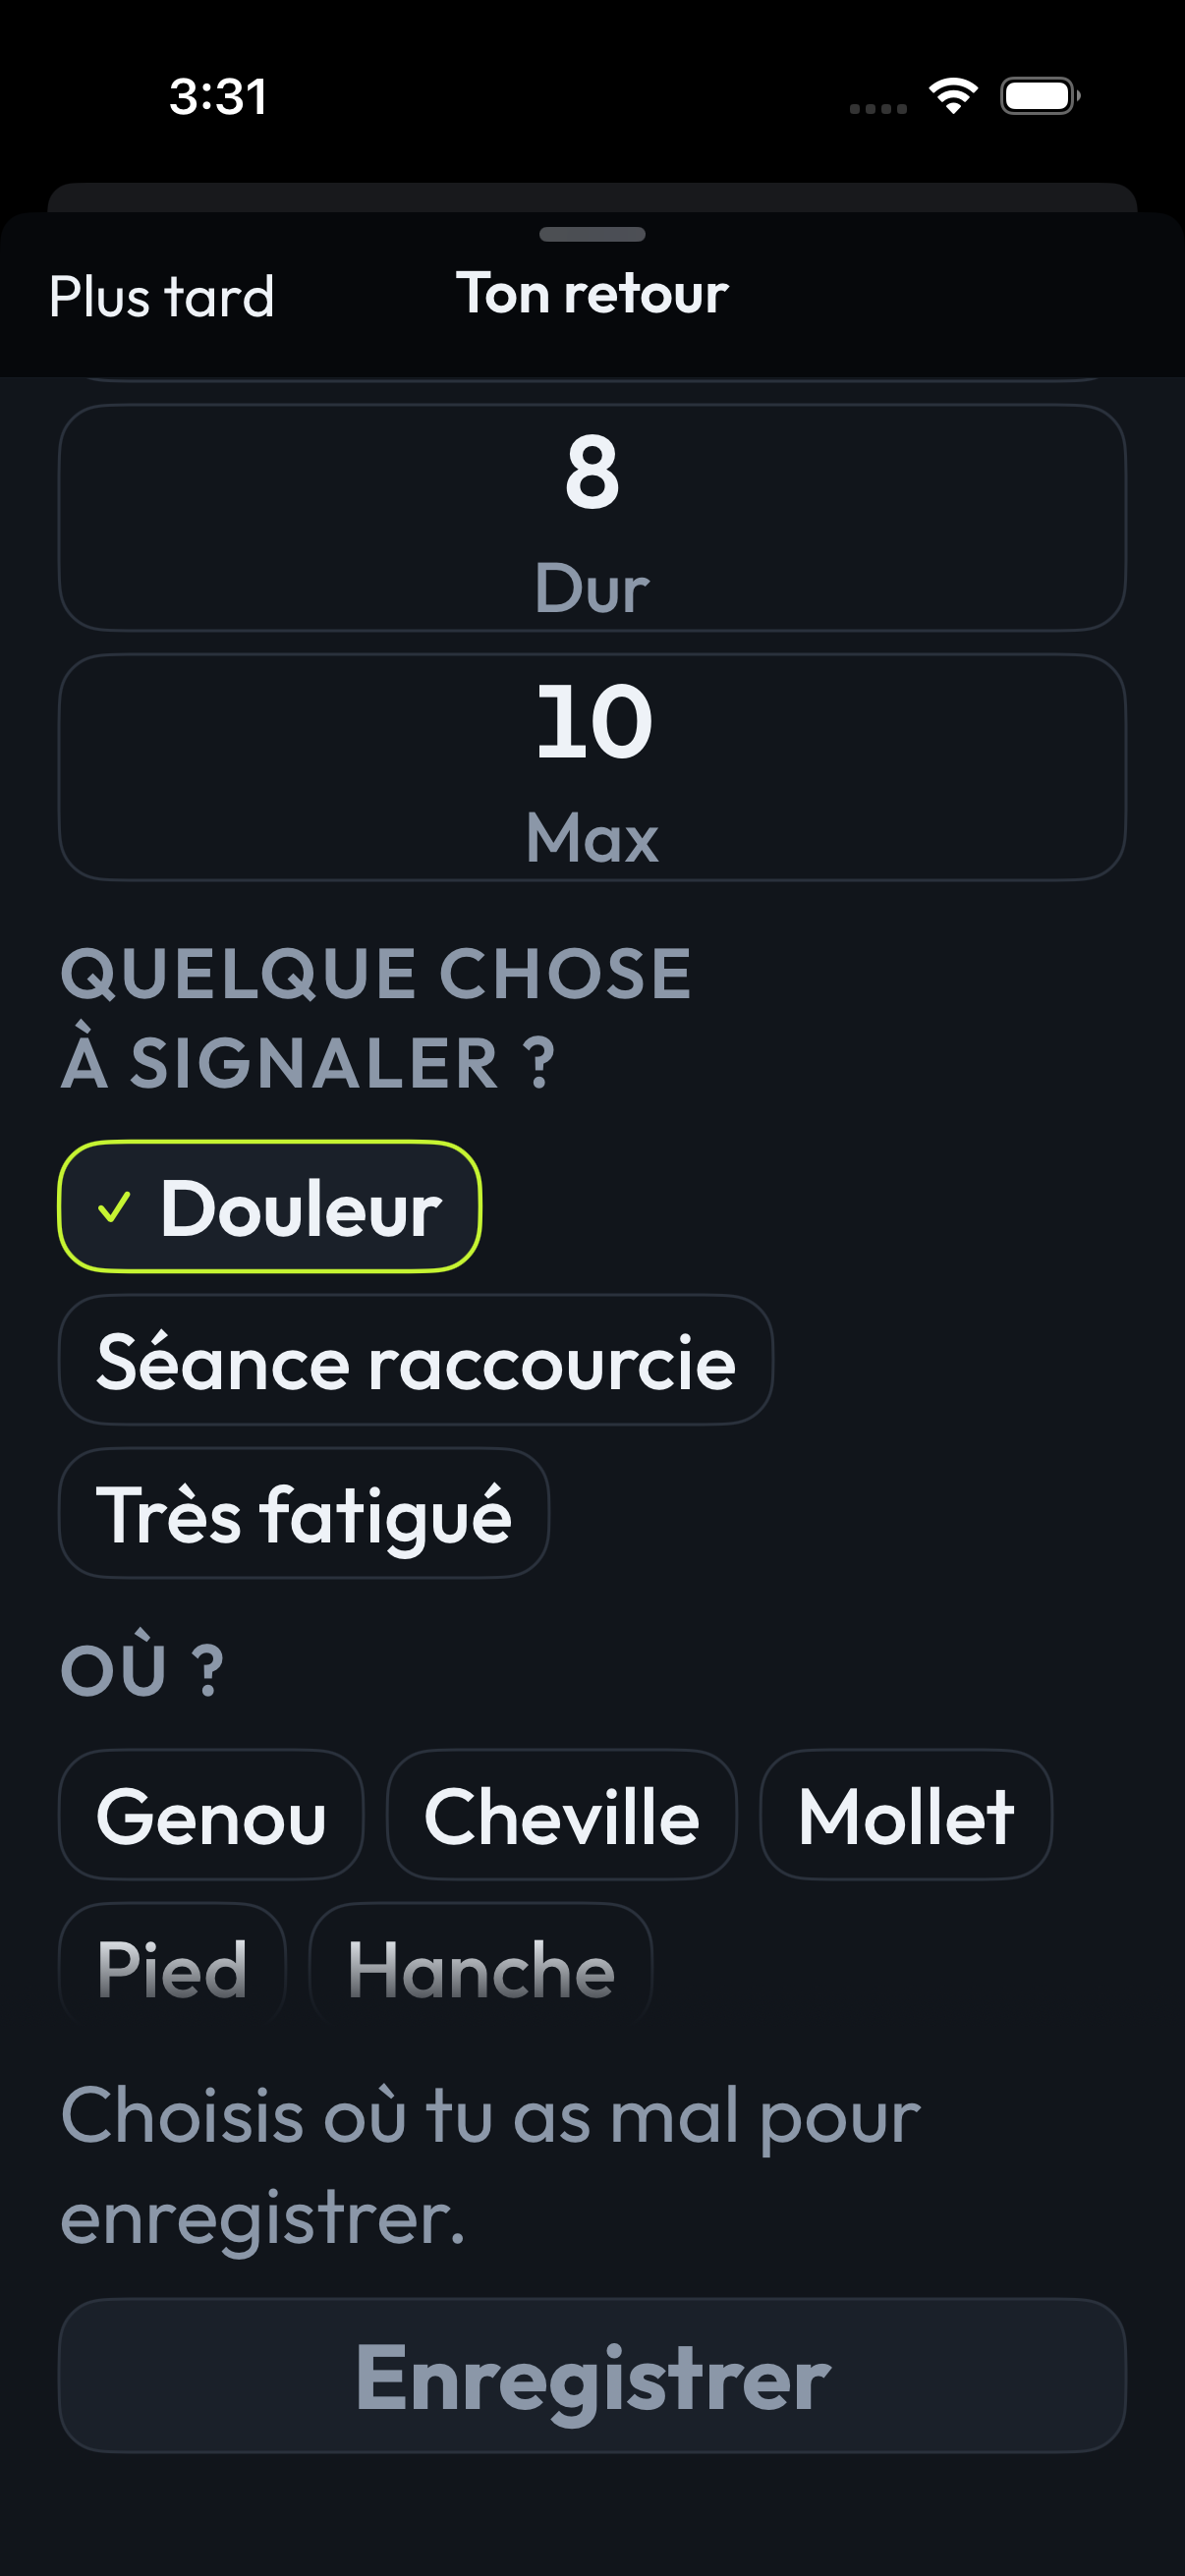 3:31
Plus tard
Ton retour
8
Dur
10
Max
QUELQUE CHOSE
À SIGNALER ?
Douleur
Séance raccourcie
Très fatigué
OÙ ?
Genou
Cheville
Mollet
Pied
Hanche
Choisis où tu as mal pour
enregistrer.
Enregistrer